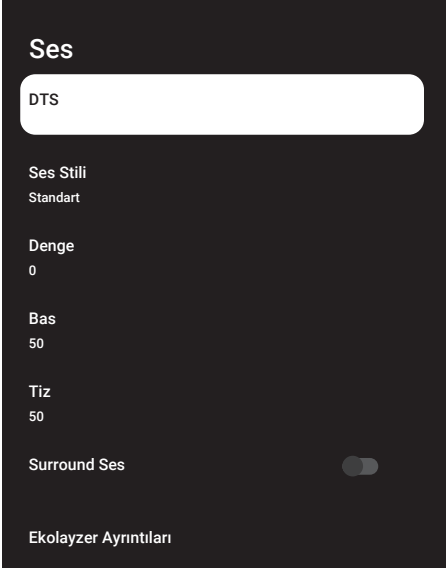 Ses
DTS
Ses Stili
Standart
Denge
0
Bas
50
Tiz
50
Surround Ses
Ekolayzer Ayrıntıları